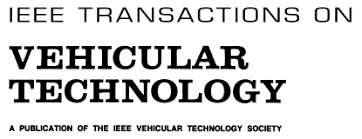 IEEE TRANSACTIONS ON
VEHICULAR
TECHNOLOGY
A PUBLICATION OF THE IEEE VEHICULAR TECHNOLOGY SOCIETY